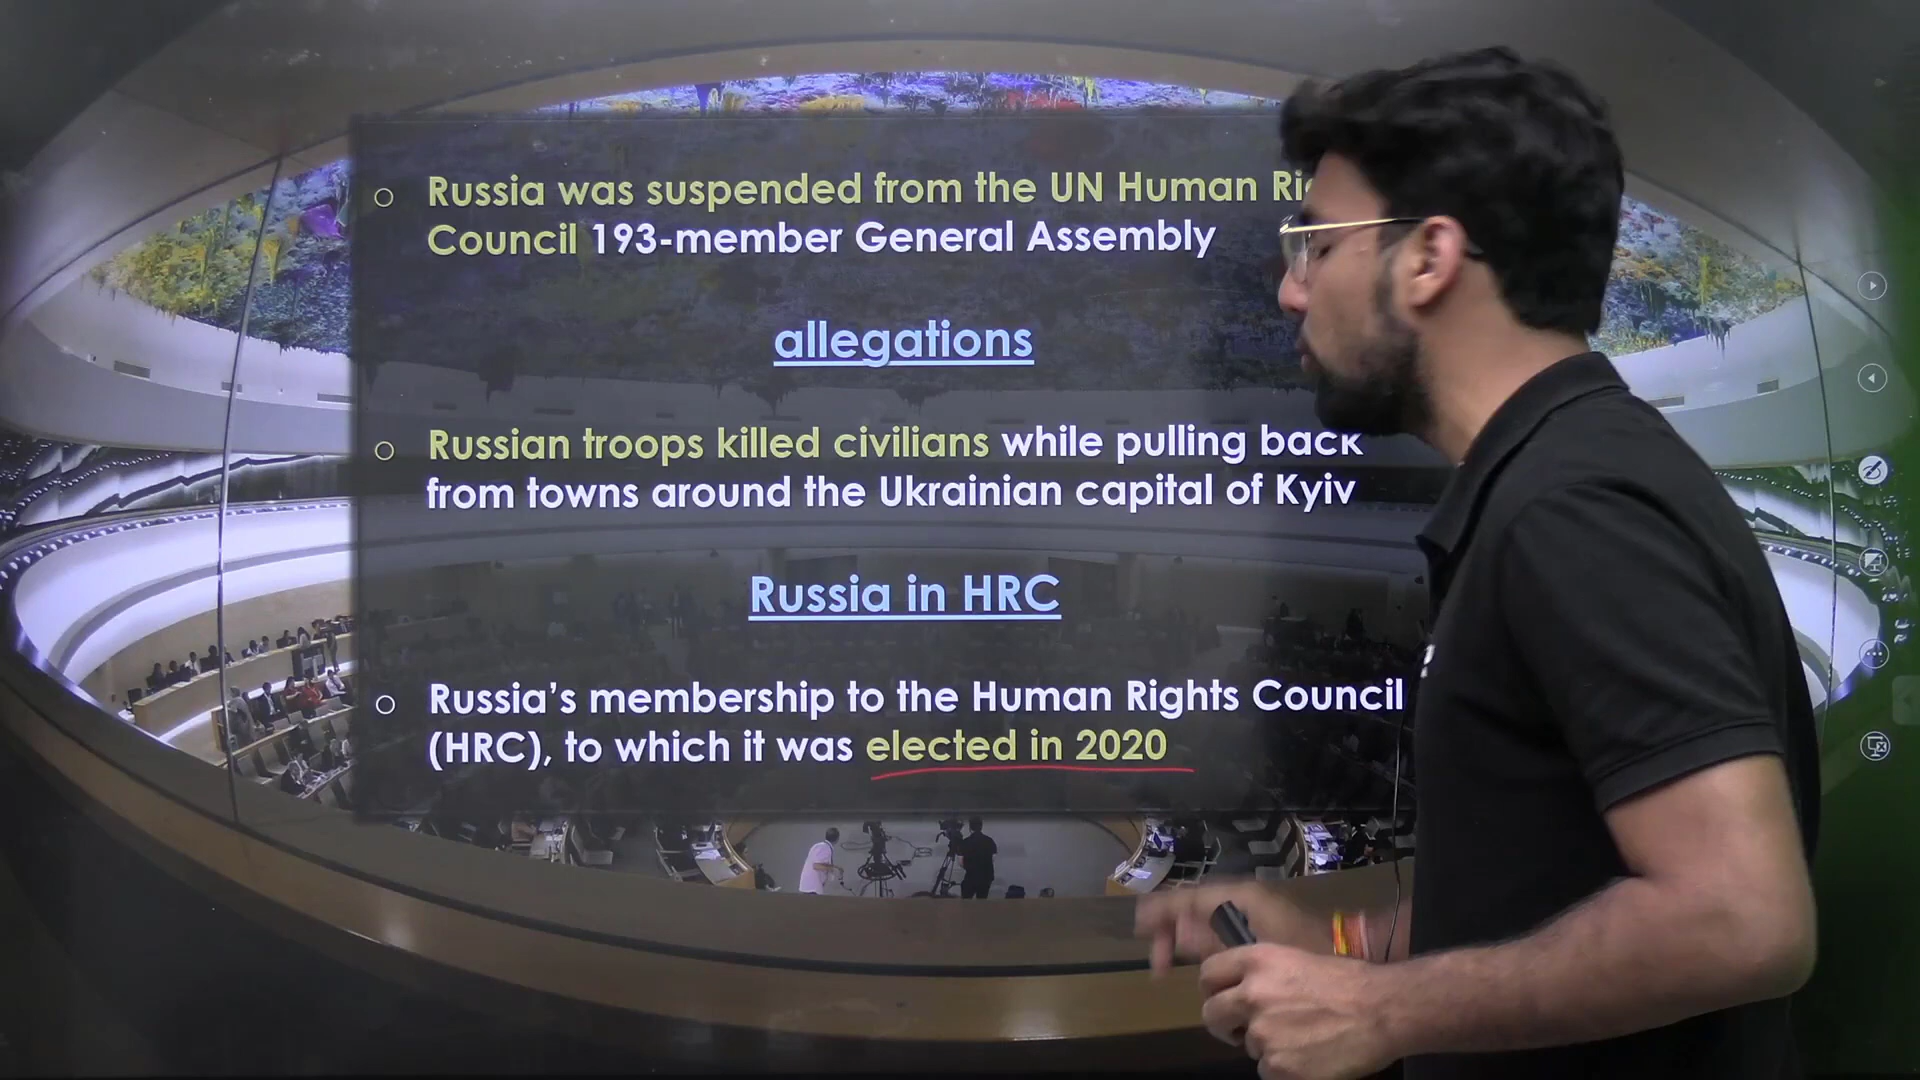 Russia was suspended from the UN Human
Council 193-member General Assembly
allegations
Russian troops killed civilians while pulling back
from towns around the Ukrainian capital of Kyiv
Russia in HRC
Russia's membership to the Human Rights Council
(HRC), to which it was elected in 2020